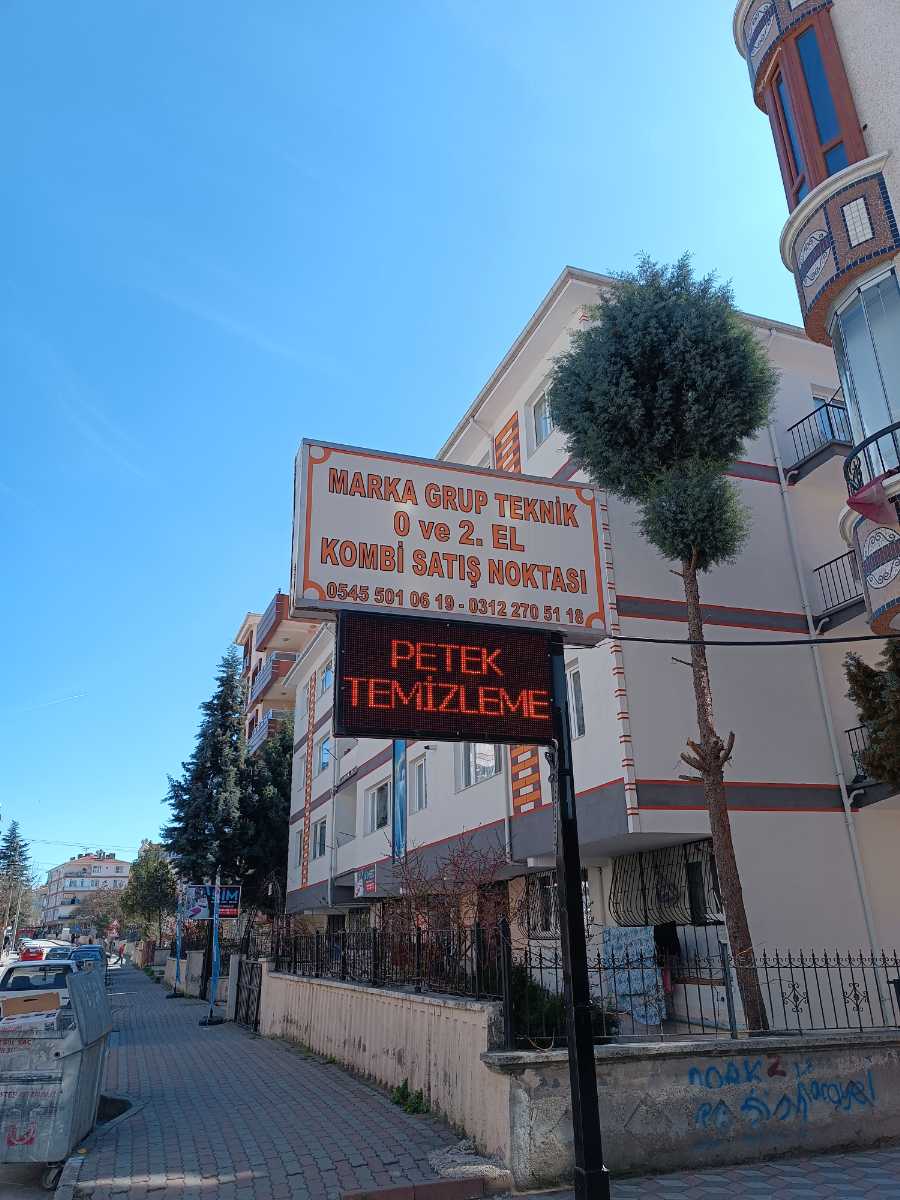 MARKA GRUP TEKNİK
0 ve 2. EL
KOMBİ SATIŞ NOKTASI
0545 501 06 19 - 0312 270 51 18
PETEK
TEMİZLEME